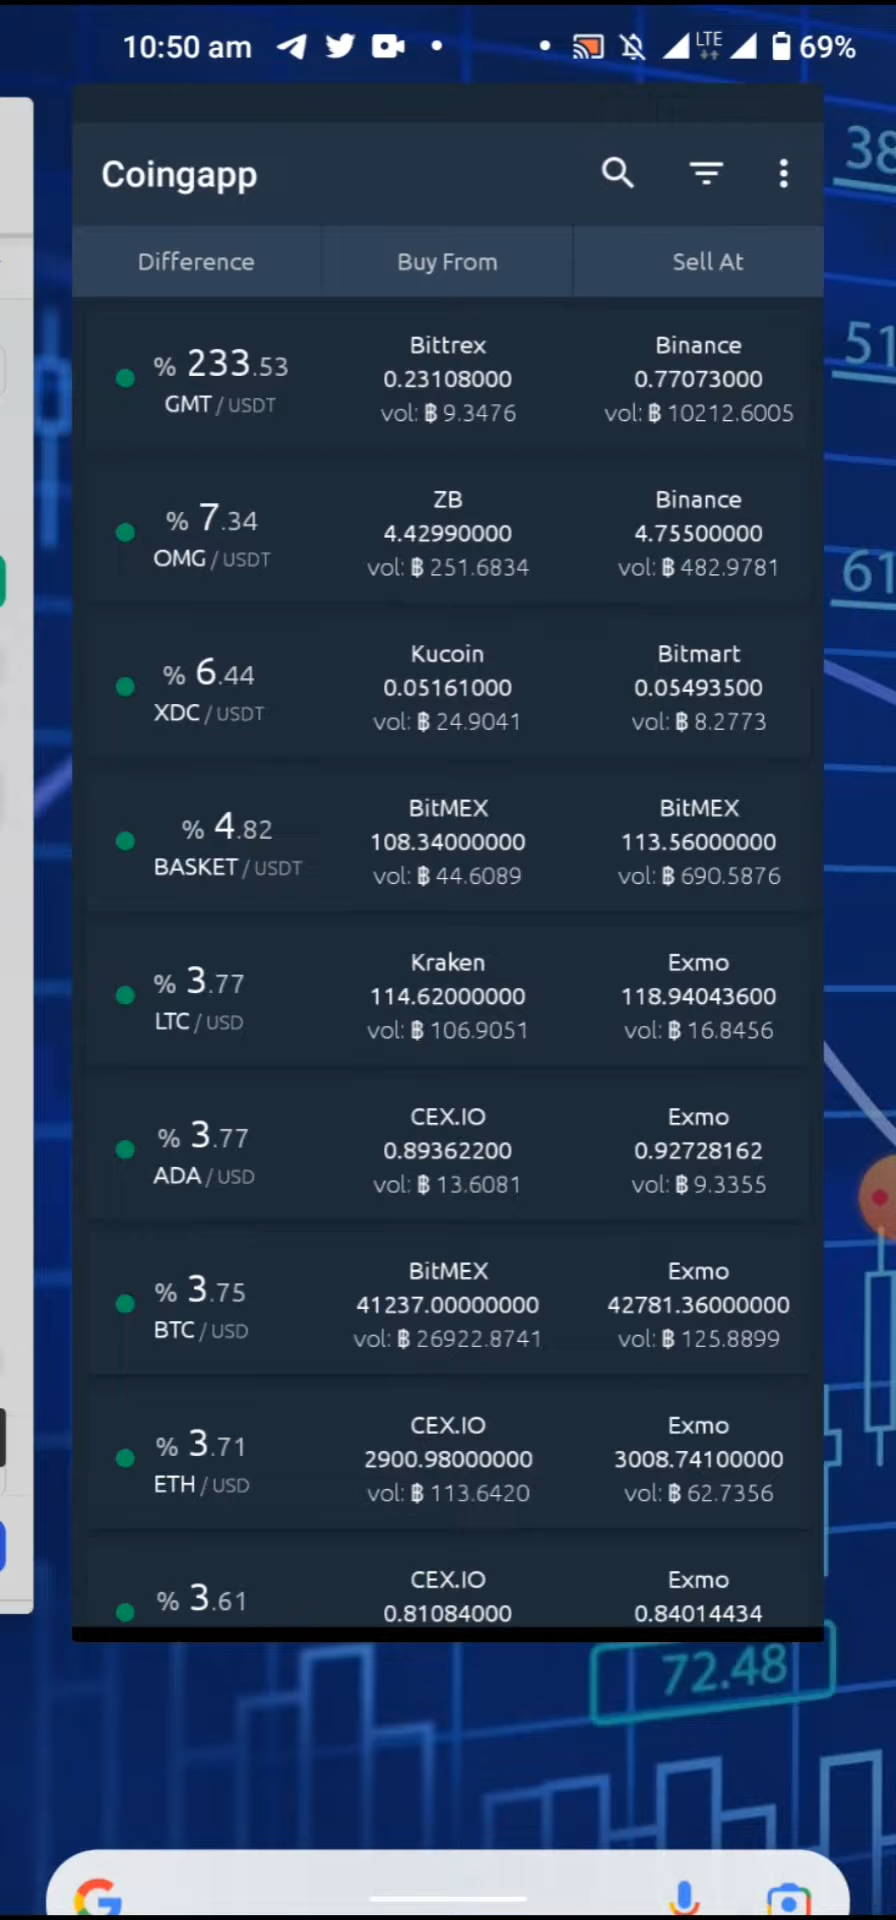 10:50 am
LTE
69%
Coingapp
Difference Buy From Sell At
Bittrex Binance
% 233.53 0.23108000 0.77073000
GMT / USDT vol: ฿ 9.3476 vol: ฿ 10212.6005
ZB Binance
% 7.34 4.42990000 4.75500000
OMG / USDT vol: ฿ 251.6834 vol: ฿ 482.9781
Kucoin Bitmart
% 6.44 0.05161000 0.05493500
XDC / USDT vol: ฿ 24.9041 vol: ฿ 8.2773
BitMEX BitMEX
% 4.82 108.34000000 113.56000000
BASKET / USDT vol: ฿ 44.6089 vol: ฿ 690.5876
Kraken Exmo
% 3.77 114.62000000 118.94043600
LTC / USD vol: ฿ 106.9051 vol: ฿ 16.8456
CEX.IO Exmo
% 3.77 0.89362200 0.92728162
ADA / USD vol: ฿ 13.6081 vol: ฿ 9.3355
BitMEX Exmo
% 3.75 41237.00000000 42781.36000000
BTC / USD vol: ฿ 26922.8741 vol: ฿ 125.8899
CEX.IO Exmo
% 3.71 2900.98000000 3008.74100000
ETH / USD vol: ฿ 113.6420 vol: ฿ 62.7356
CEX.IO Exmo
% 3.61 0.81084000 0.84014434
38
51
61
72.48